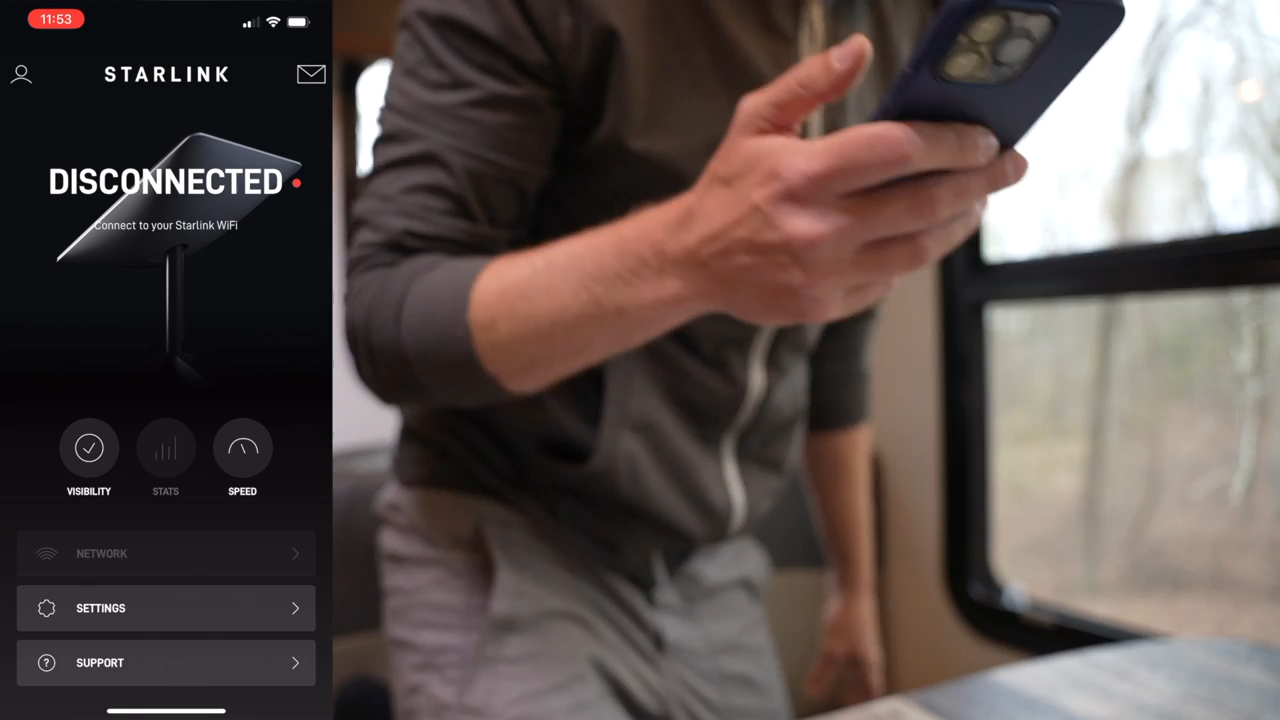 11:53
STARLINK
DISCONNECTED
Connect to your Starlink WiFi
VISIBILITY
STATS
SPEED
NETWORK
SETTINGS
?
SUPPORT